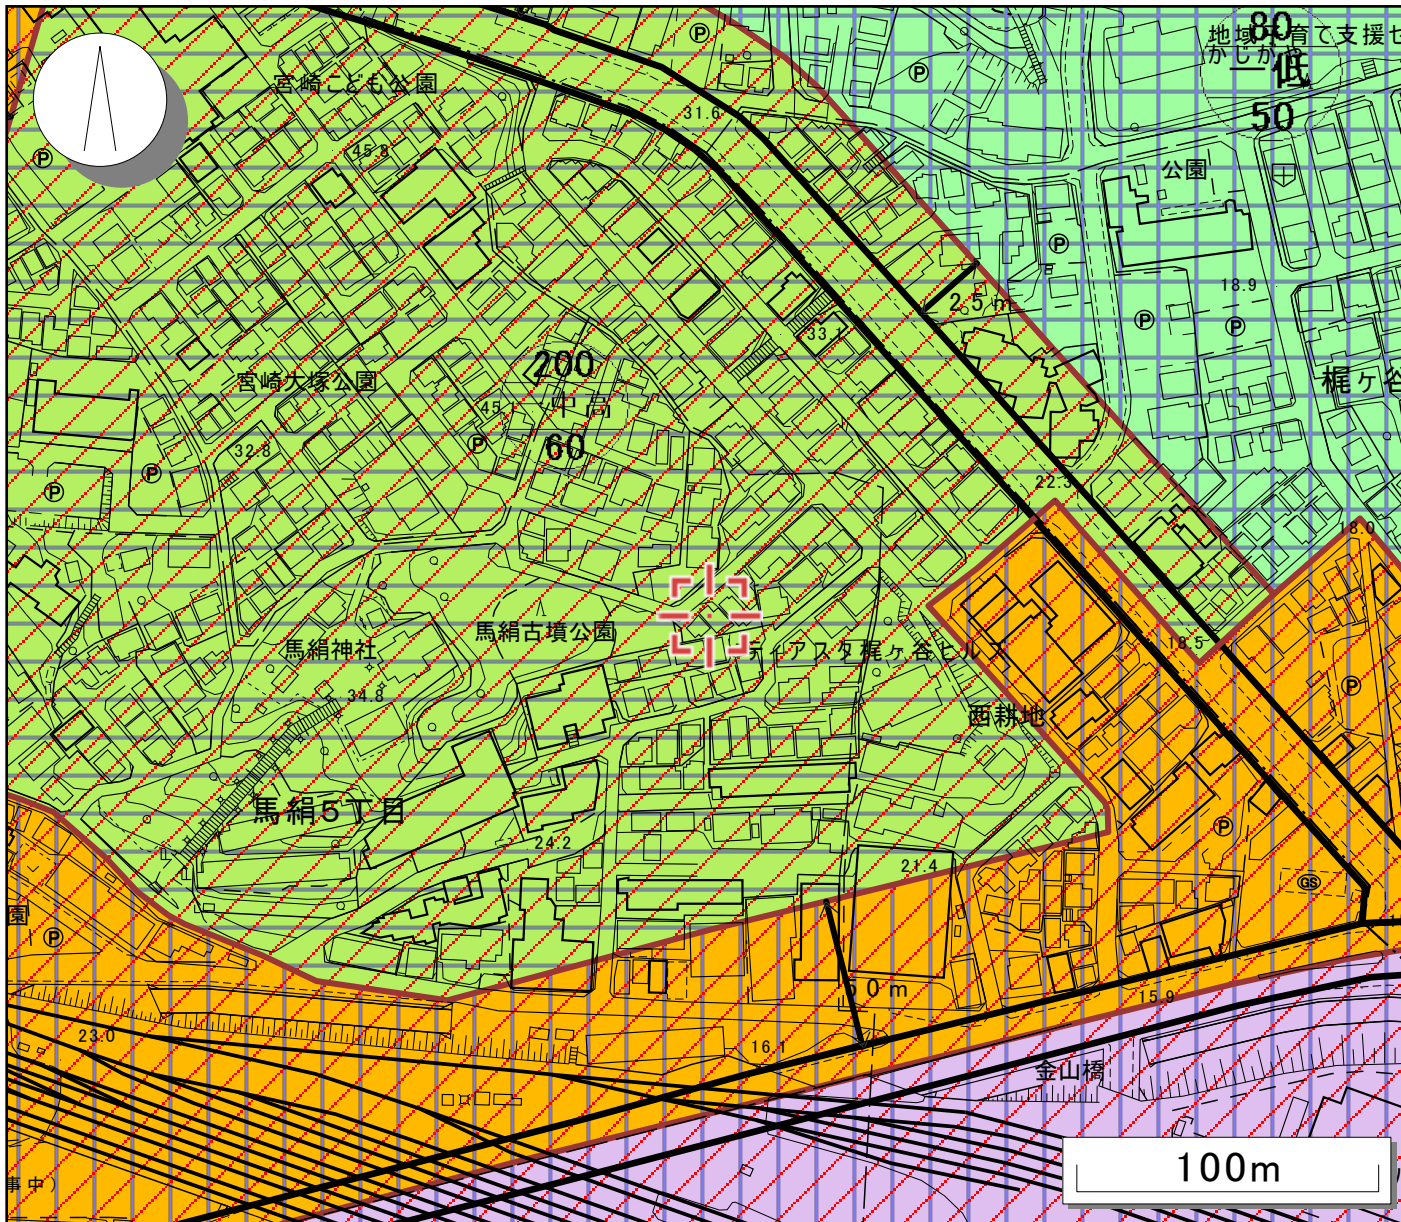 80
地域子育て支援セ
かじが
一低
50
Ⓟ
Ⓟ
宮崎こども公園
31.6
45.8
Ⓟ
公園
Ⓟ
18.9
2.5m
Ⓟ
Ⓟ
33.1
200
宮崎大塚公園
梶ヶ谷
45.1
一中高
Ⓟ
60
32.8
Ⓟ
Ⓟ
22.3
18.0
馬絹古墳公園
馬絹神社
ディアスタ梶ヶ谷ヒルズ
18.5
34.8
Ⓟ
西耕地
馬絹5丁目
Ⓟ
24.2
21.4
GS
園
Ⓟ
50m
15.9
23.0
16.1
金山橋
100m
事中)